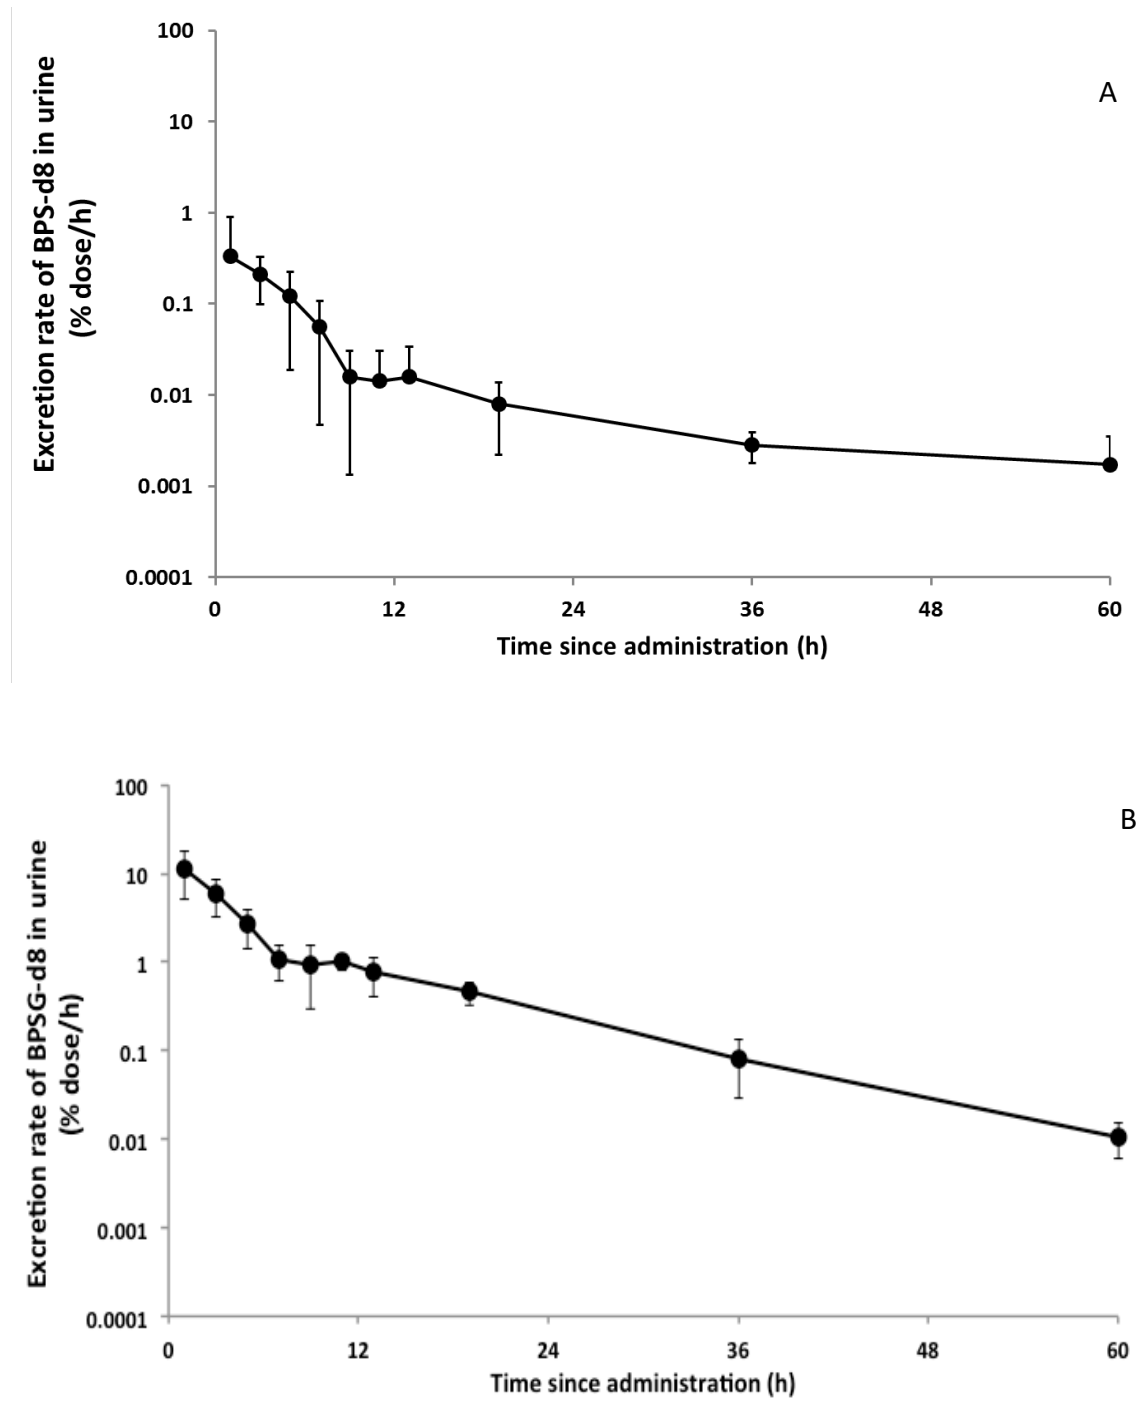 A
Excretion rate of BPS-d8 in urine
(% dose/h)
100
10
1
0.1
0.01
0.001
0.0001
0 12 24 36 48 60
Time since administration (h)
B
Excretion rate of BPSG-d8 in urine
(% dose/h)
100
10
1
0.1
0.01
0.001
0.0001
0 12 24 36 48 60
Time since administration (h)